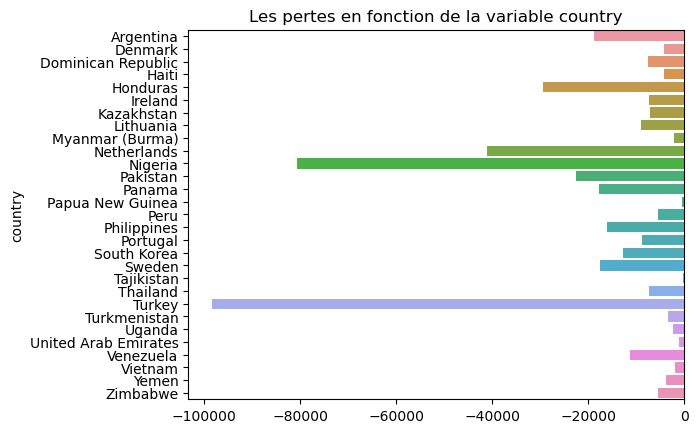 Les pertes en fonction de la variable country
Argentina
Denmark
Dominican Republic
Haiti
Honduras
Ireland
Kazakhstan
Lithuania
Myanmar (Burma)
Netherlands
Nigeria
Pakistan
Panama
Papua New Guinea
Peru
Philippines
Portugal
South Korea
Sweden
Tajikistan
Thailand
Turkey
Turkmenistan
Uganda
United Arab Emirates
Venezuela
Vietnam
Yemen
Zimbabwe
country
−100000 −80000 −60000 −40000 −20000 0